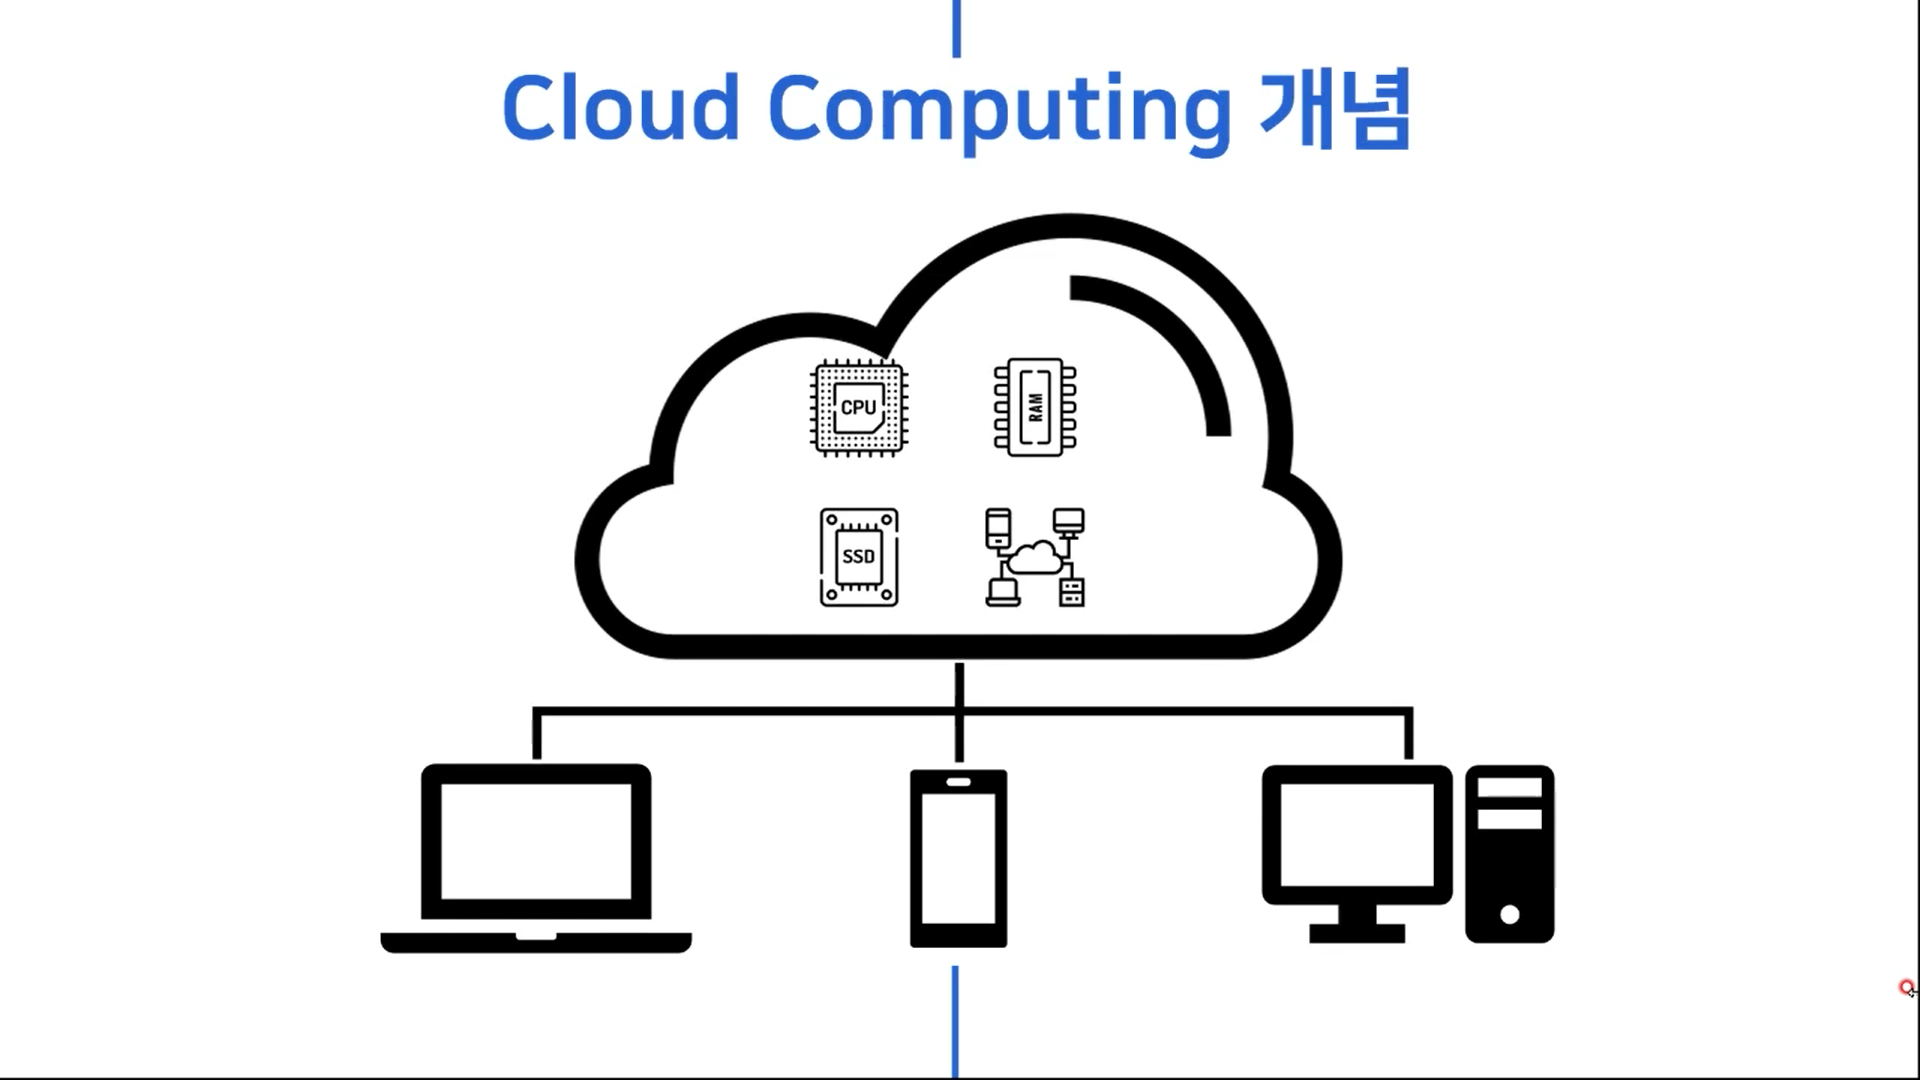 Cloud Computing 개념
CPU
RAM
SSD